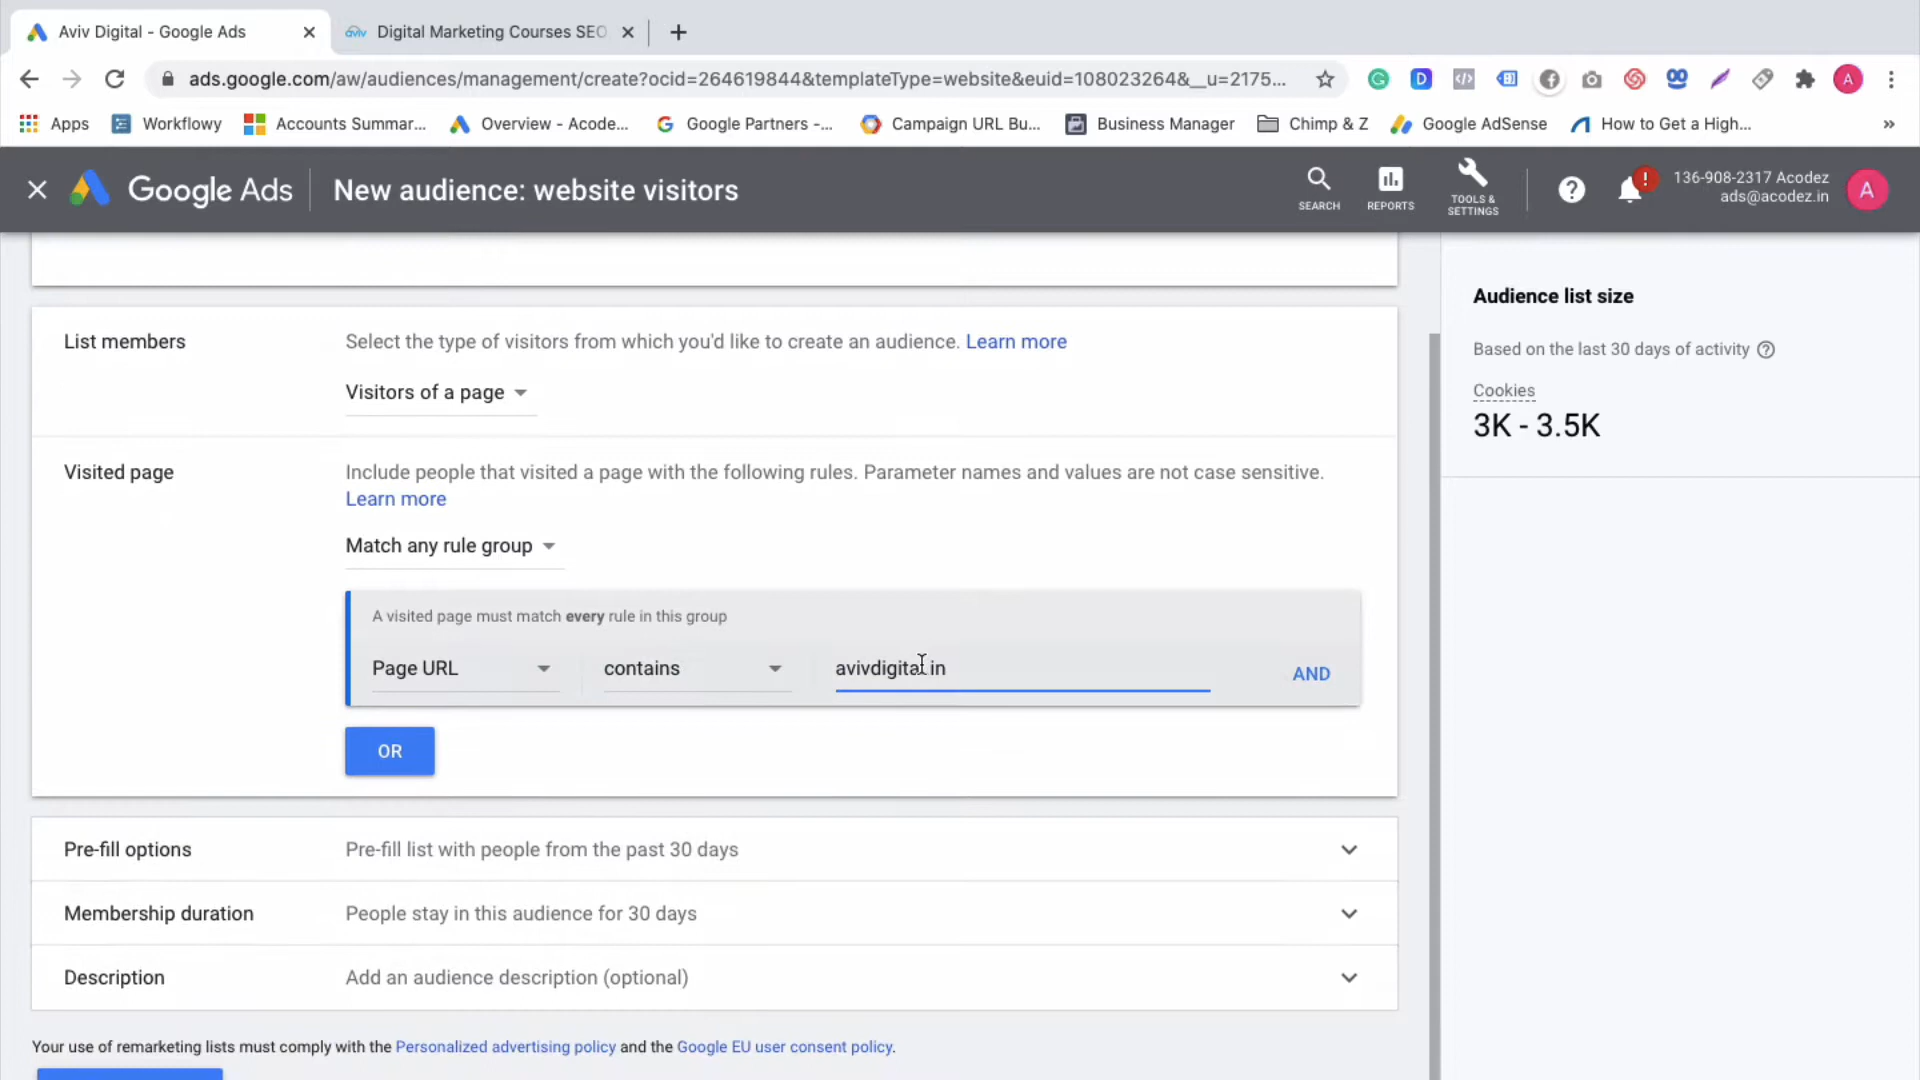 Aviv Digital - Google Ads
Digital Marketing Courses SEO
ads.google.com/aw/audiences/management/create?ocid=264619844&templateType=website&euid=108023264&__u=2175...
Apps
Workflowy
Accounts Summar...
Overview - Acode...
Google Partners -...
Campaign URL Bu...
Business Manager
Chimp & Z
Google AdSense
How to Get a High...
Google Ads
New audience: website visitors
SEARCH
REPORTS
TOOLS &
SETTINGS
136-908-2317 Acodez
ads@acodez.in
A
List members
Select the type of visitors from which you'd like to create an audience. Learn more
Visitors of a page
Visited page
Include people that visited a page with the following rules. Parameter names and values are not case sensitive.
Learn more
Match any rule group
A visited page must match every rule in this group
Page URL
contains
avivdigital.in
AND
OR
Pre-fill options
Pre-fill list with people from the past 30 days
Membership duration
People stay in this audience for 30 days
Description
Add an audience description (optional)
Your use of remarketing lists must comply with the Personalized advertising policy and the Google EU user consent policy.
Audience list size
Based on the last 30 days of activity
Cookies
3K - 3.5K